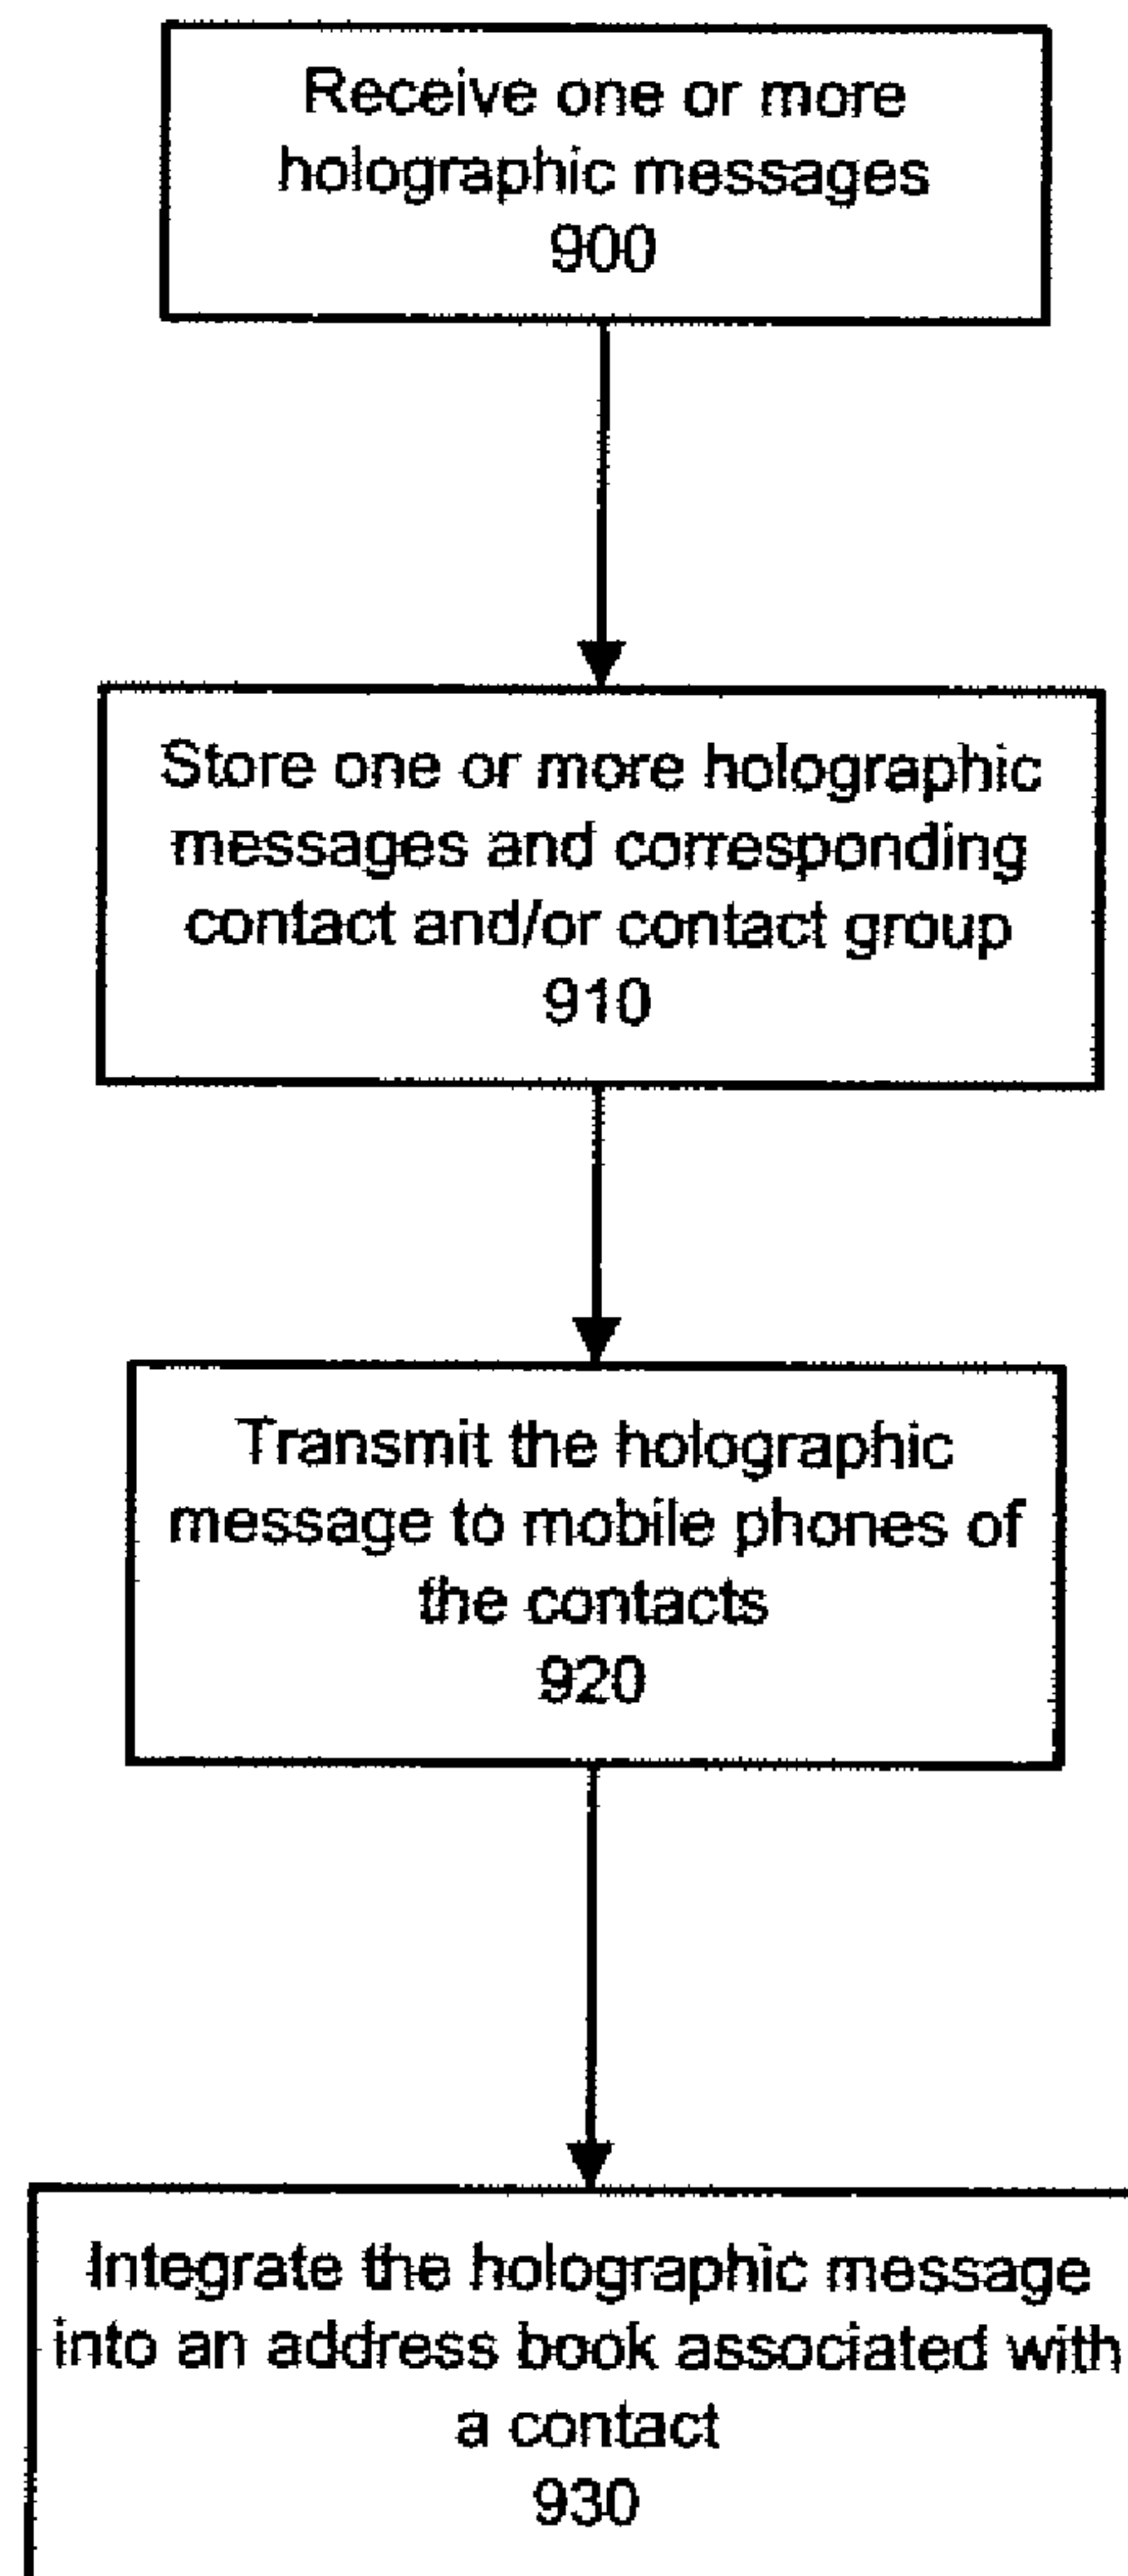 Receive one or more
holographic messages
900
Store one or more holographic
messages and corresponding
contact and/or contact group
910
Transmit the holographic
message to mobile phones of
the contacts
920
Integrate the holographic message
into an address book associated with
a contact
930